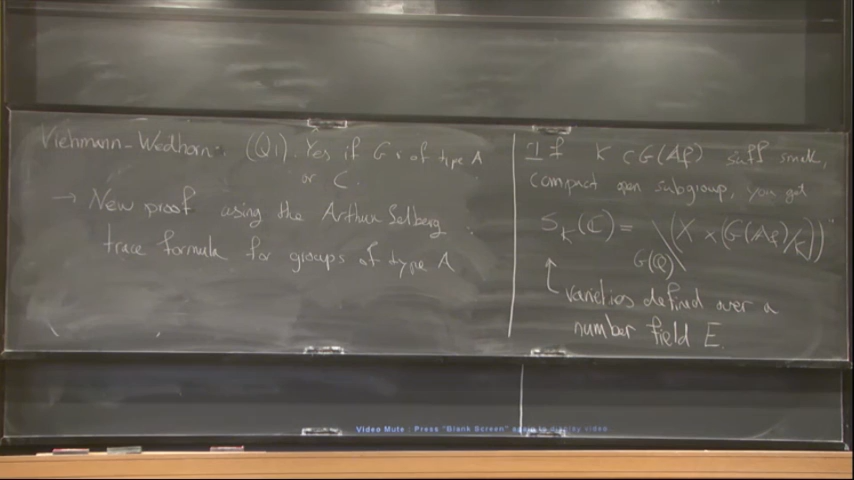 Viehmann-Wedhorn: (Q1). Yes if G is of type A
or C.
→ New proof using the Arthur Selberg
trace formula for groups of type A
If K ⊂ G(A_f) suff small,
compact open subgroup, you get
S_K(ℂ) = G(Q)\(X × (G(A_f)/K))
varieties defined over a
number field E.
Video Mute : Press "Blank Screen" again to display video.